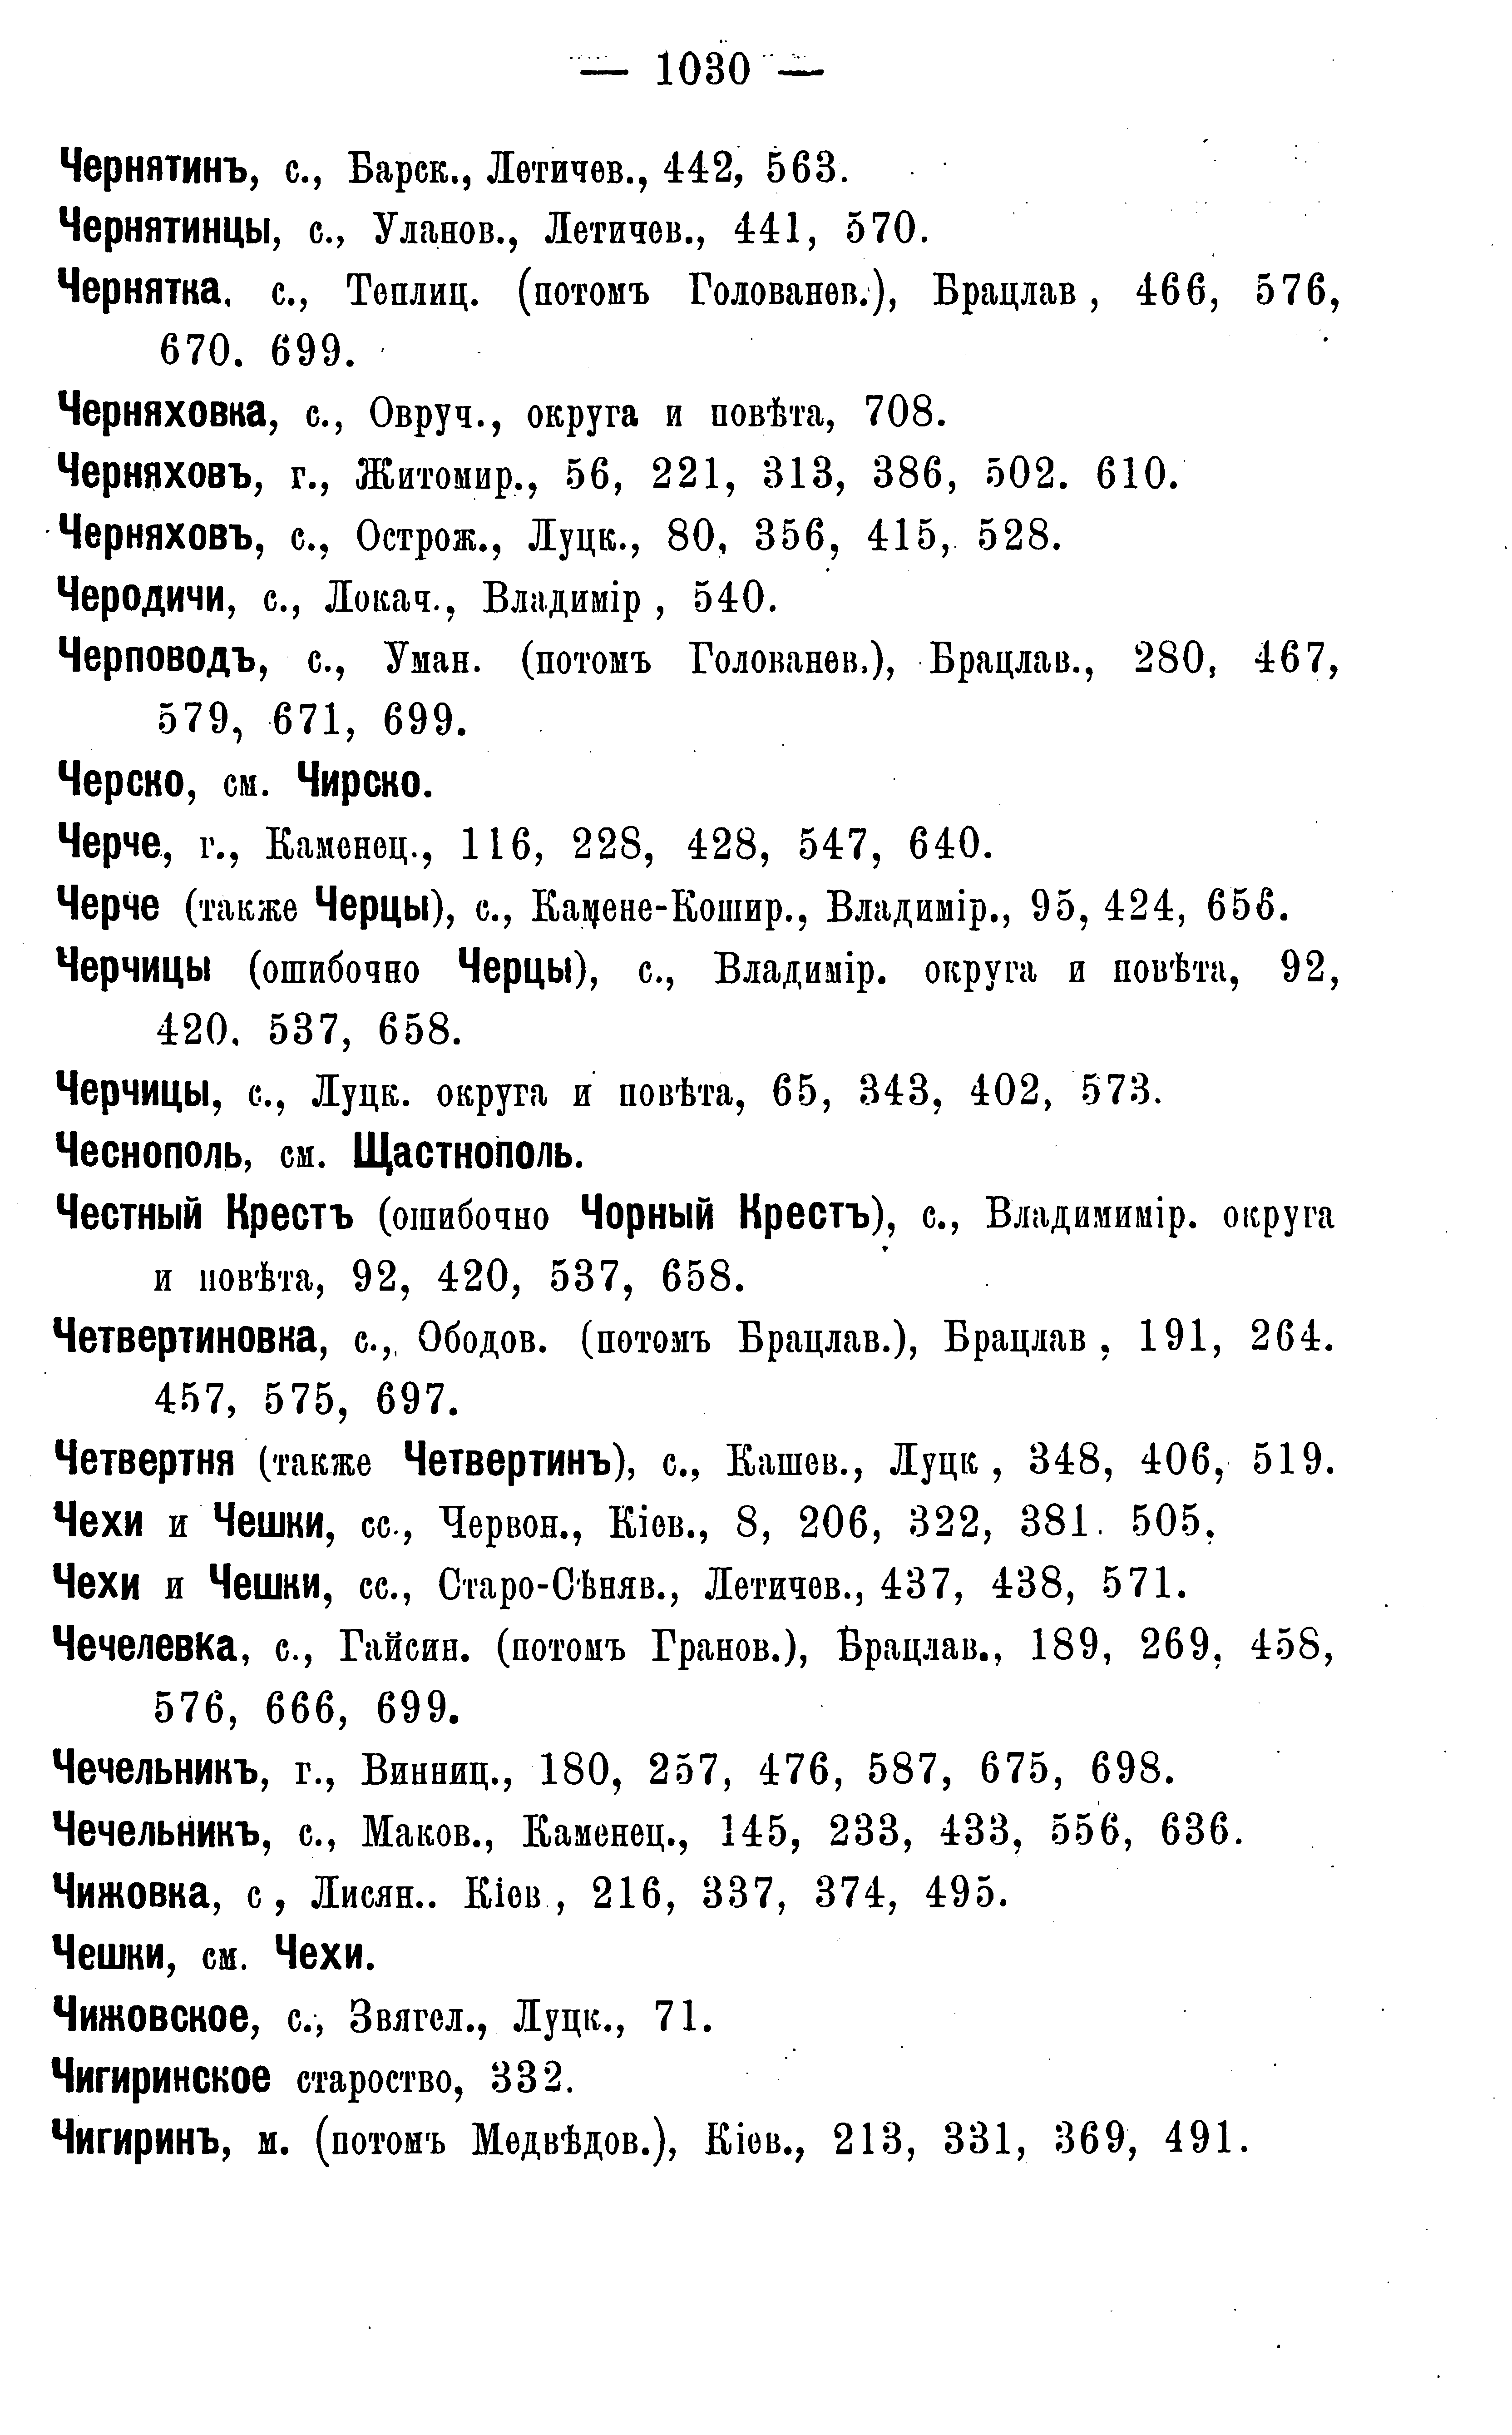 — 1030 —
Чернятинъ, с., Барск., Летичев., 442, 563.
Чернятинцы, с., Уланов., Летичев., 441, 570.
Чернятка, с., Теплиц. (потомъ Голованев.), Брацлав , 466, 576,
670. 699.
Черняховка, с., Овруч., округа и повѣта, 708.
Черняховъ, г., Житомир., 56, 221, 313, 386, 502. 610.
Черняховъ, с., Острож., Луцк., 80, 356, 415, 528.
Черодичи, с., Локач., Владимір , 540.
Черповодъ, с., Уман. (потомъ Голованев.), Брацлав., 280, 467,
579, 671, 699.
Черско, см. Чирско.
Черче, г., Каменец., 116, 228, 428, 547, 640.
Черче (также Черцы), с., Камене-Кошир., Владимір., 95, 424, 656.
Черчицы (ошибочно Черцы), с., Владимір. округа и повѣта, 92,
420. 537, 658.
Черчицы, с., Луцк. округа и повѣта, 65, 343, 402, 573.
Чеснополь, см. Щастнополь.
Честный Крестъ (ошибочно Чорный Крестъ), с., Владимимір. округа
и повѣта, 92, 420, 537, 658.
Четвертиновка, с., Ободов. (потомъ Брацлав.), Брацлав , 191, 264.
457, 575, 697.
Четвертня (также Четвертинъ), с., Кашов., Луцк , 348, 406, 519.
Чехи и Чешки, сс., Червон., Кіев., 8, 206, 322, 381. 505.
Чехи и Чешки, сс., Старо-Сѣняв., Летичев., 437, 438, 571.
Чечелевка, с., Гайсин. (потомъ Гранов.), Брацлав., 189, 269, 458,
576, 666, 699.
Чечельникъ, г., Винниц., 180, 257, 476, 587, 675, 698.
Чечельникъ, с., Маков., Каменец., 145, 233, 433, 556, 636.
Чижовка, с , Лисян.. Кіев., 216, 337, 374, 495.
Чешки, см. Чехи.
Чижовское, с., Звягел., Луцк., 71.
Чигиринское староство, 332.
Чигиринъ, м. (потомъ Медвѣдов.), Кіев., 213, 331, 369, 491.